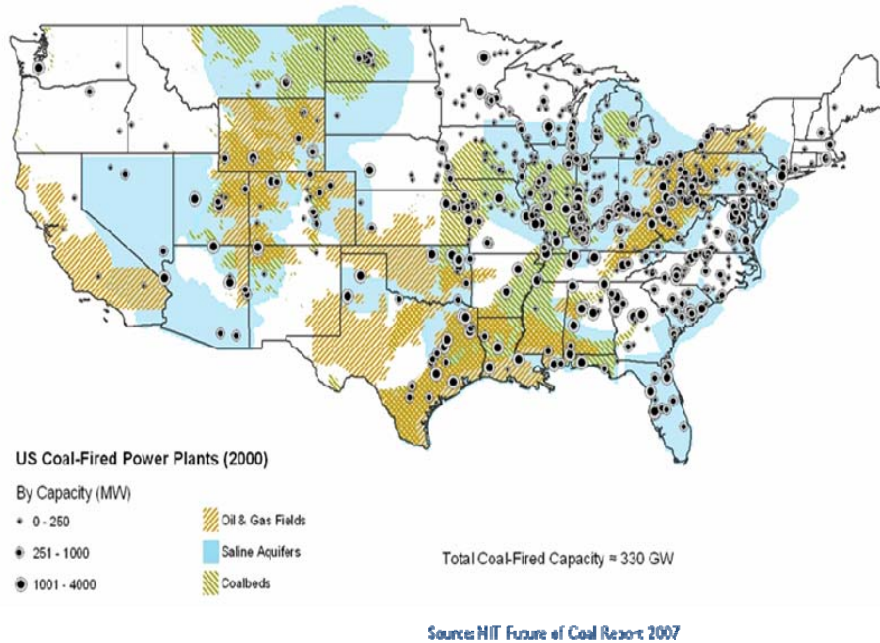 US Coal-Fired Power Plants (2000)
By Capacity (MW)
0 - 250
251 - 1000
1001 - 4000
Oil & Gas Fields
Saline Aquifers
Coalbeds
Total Coal-Fired Capacity = 330 GW
Source: MIT Future of Coal Report 2007